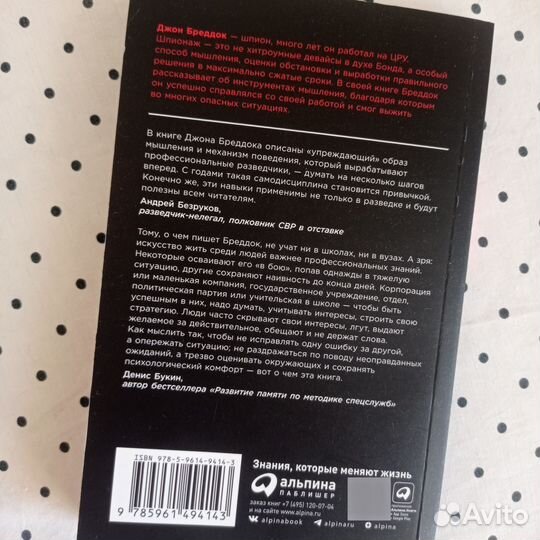 Джон Бреддок — шпион, много лет он работал на ЦРУ.
Шпионаж — это не хитроумные девайсы в духе Бонда, а особый
способ мышления, оценки обстановки и выработки правильного
решения в максимально сжатые сроки. В своей книге Бреддок
рассказывает об инструментах мышления, благодаря которым
он успешно справлялся со своей работой и смог выжить
во многих опасных ситуациях.
В книге Джона Бреддока описаны «упреждающий» образ
мышления и механизм поведения, который вырабатывают
профессиональные разведчики, — думать на несколько шагов
вперед. С годами такая самодисциплина становится привычкой.
Конечно же, эти навыки применимы не только в разведке и будут
полезны всем читателям.
Андрей Безруков,
разведчик-нелегал, полковник СВР в отставке
Тому, о чем пишет Бреддок, не учат ни в школах, ни в вузах. А зря:
искусство жить среди людей важнее профессиональных знаний.
Некоторые осваивают его «в бою», попав однажды в тяжелую
ситуацию, другие сохраняют наивность до конца дней. Корпорация
или маленькая компания, государственное учреждение, отдел,
политическая партия или учительская в школе — чтобы быть
успешным в них, надо думать, учитывать интересы, строить свою
стратегию. Люди часто скрывают свои интересы, лгут, выдают
желаемое за действительное, обещают и не держат слова.
Как мыслить так, чтобы не исправлять одну ошибку за другой,
а опережать ситуацию; не раздражаться по поводу неоправданных
ожиданий, а трезво оценивать окружающих и сохранять
психологический комфорт — вот о чем эта книга.
Денис Букин,
автор бестселлера «Развитие памяти по методике спецслужб»
ISBN 978-5-9614-9414-3
9 785961 494143
Знания, которые меняют жизнь
альпина
ПАБЛИШЕР
заказ книг +7 (495) 120-07-04
и на сайте www.alpina.ru
alpinabook alpinaru alpina
Avito